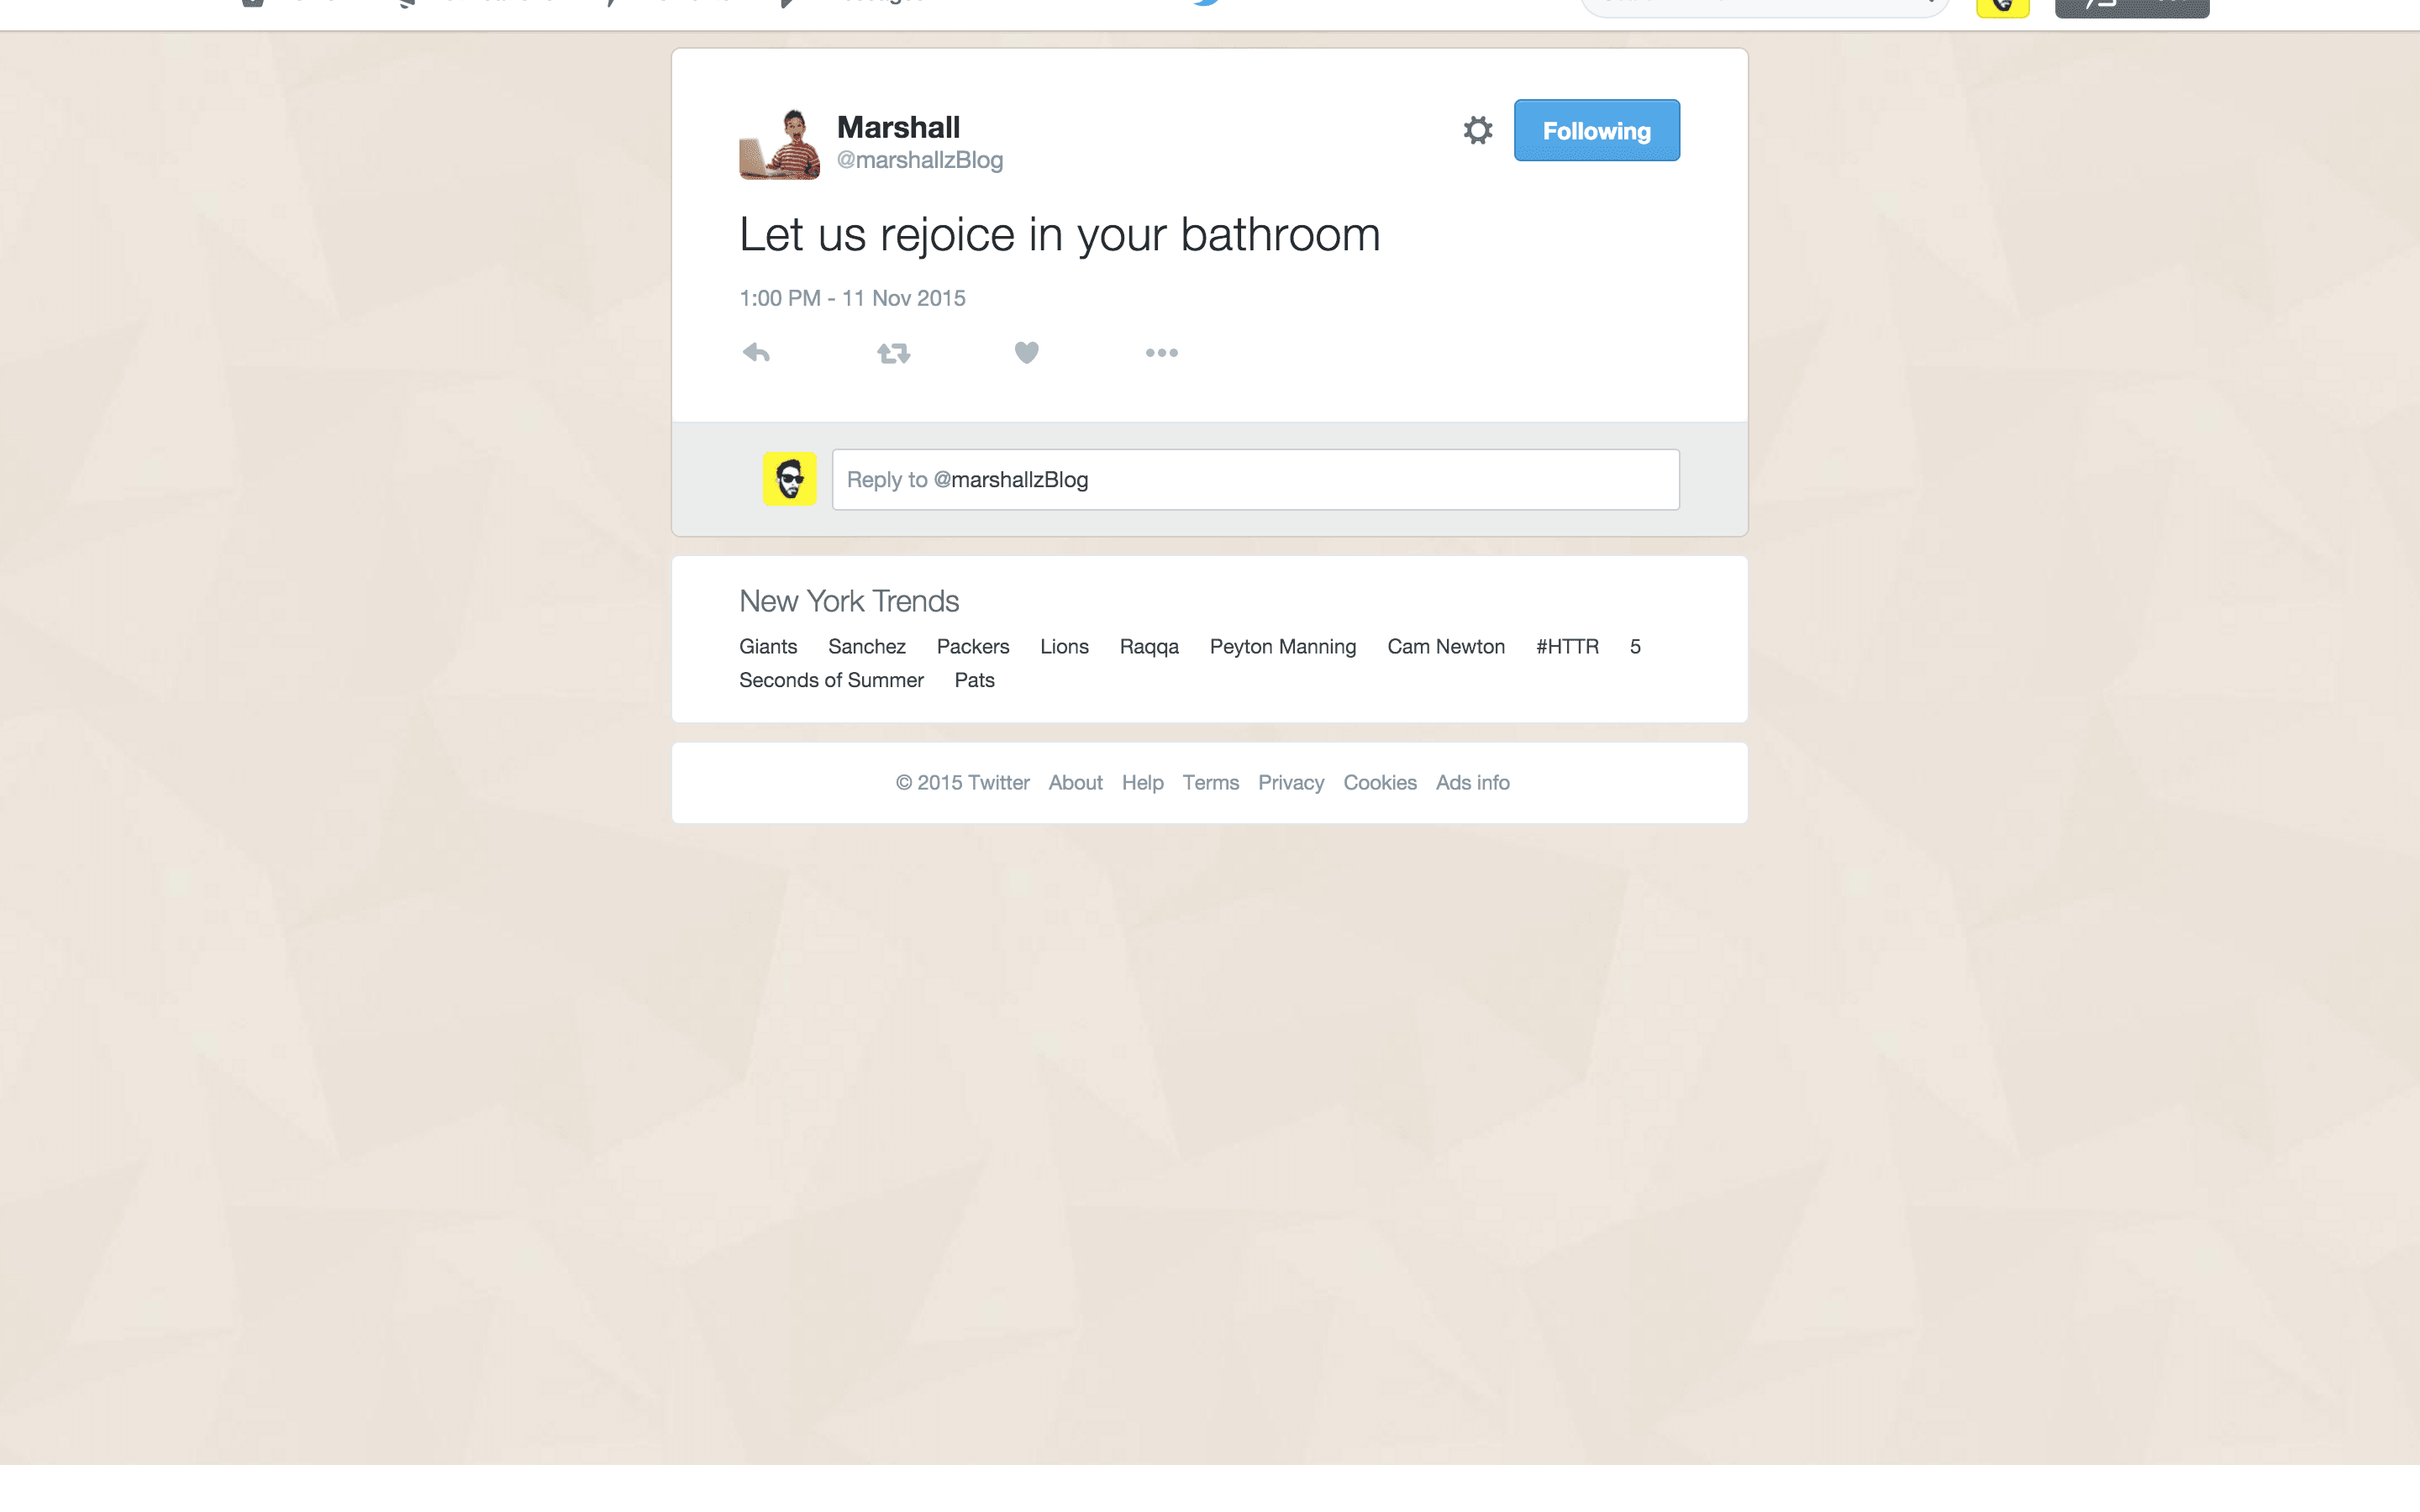 Marshall
@marshallzBlog
Following
Let us rejoice in your bathroom
1:00 PM - 11 Nov 2015
Reply to @marshallzBlog
New York Trends
Giants Sanchez Packers Lions Raqqa Peyton Manning Cam Newton #HTTR 5
Seconds of Summer Pats
© 2015 Twitter About Help Terms Privacy Cookies Ads info